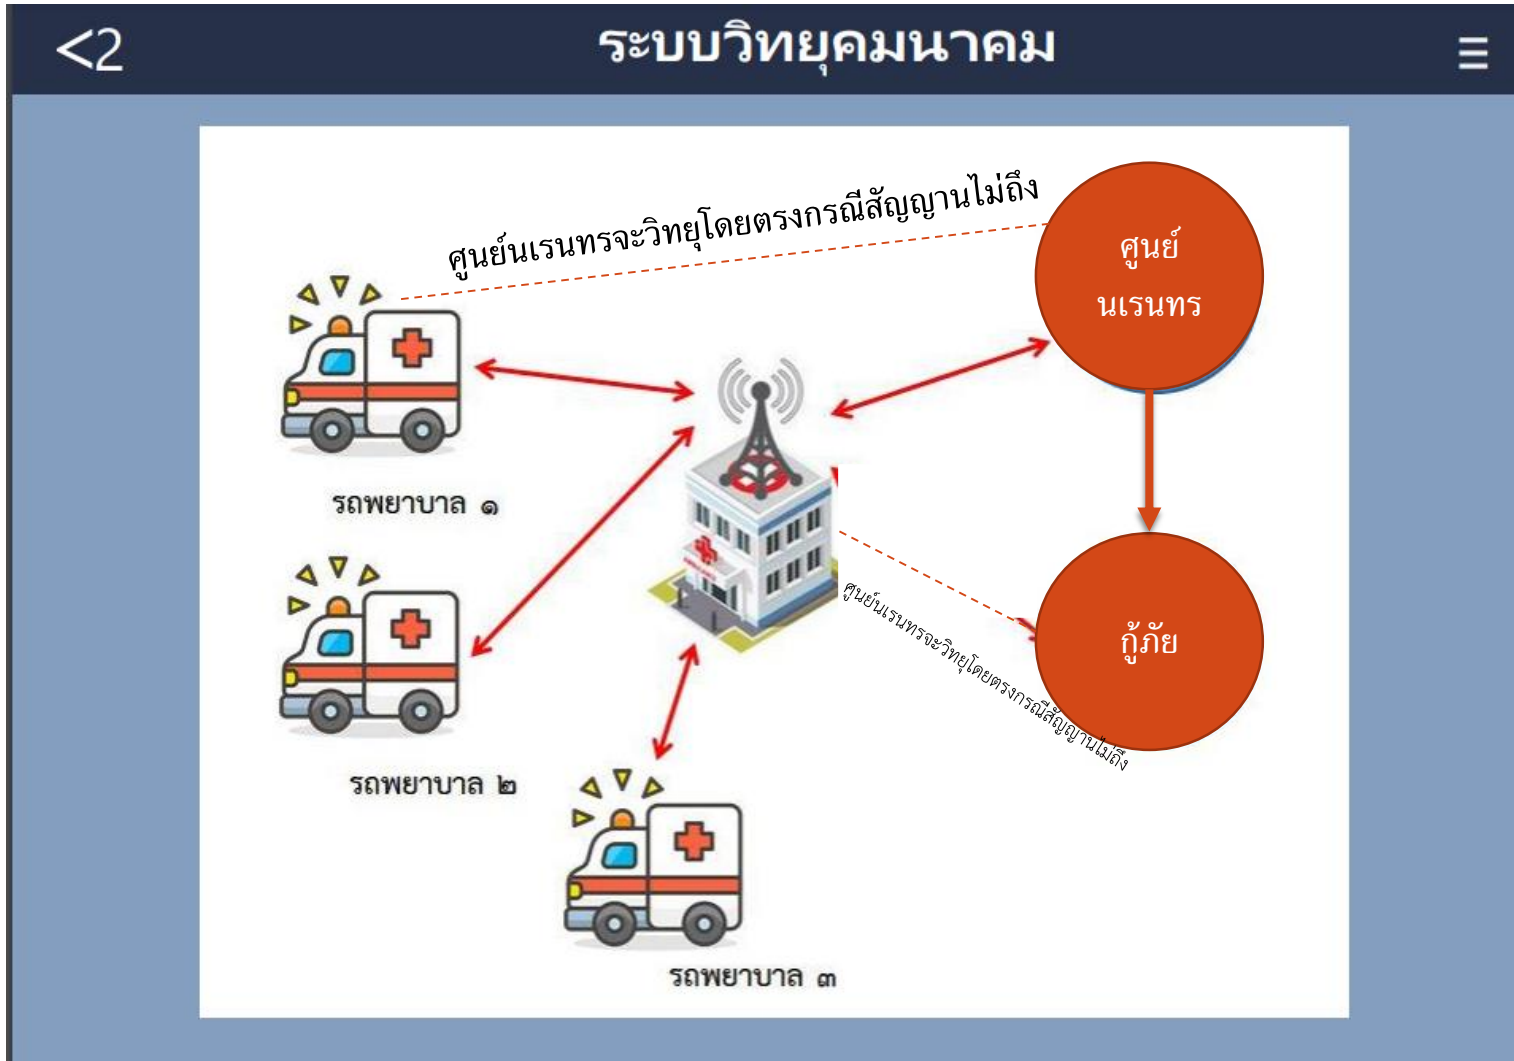 <2
ระบบวิทยุคมนาคม
ศูนย์นเรนทรจะวิทยุโดยตรงกรณีสัญญานไม่ถึง
ศูนย์
นเรนทร
รถพยาบาล ๑
ศูนย์นเรนทรจะวิทยุโดยตรงกรณีสัญญานไม่ถึง
กู้ภัย
รถพยาบาล ๒
รถพยาบาล ๓